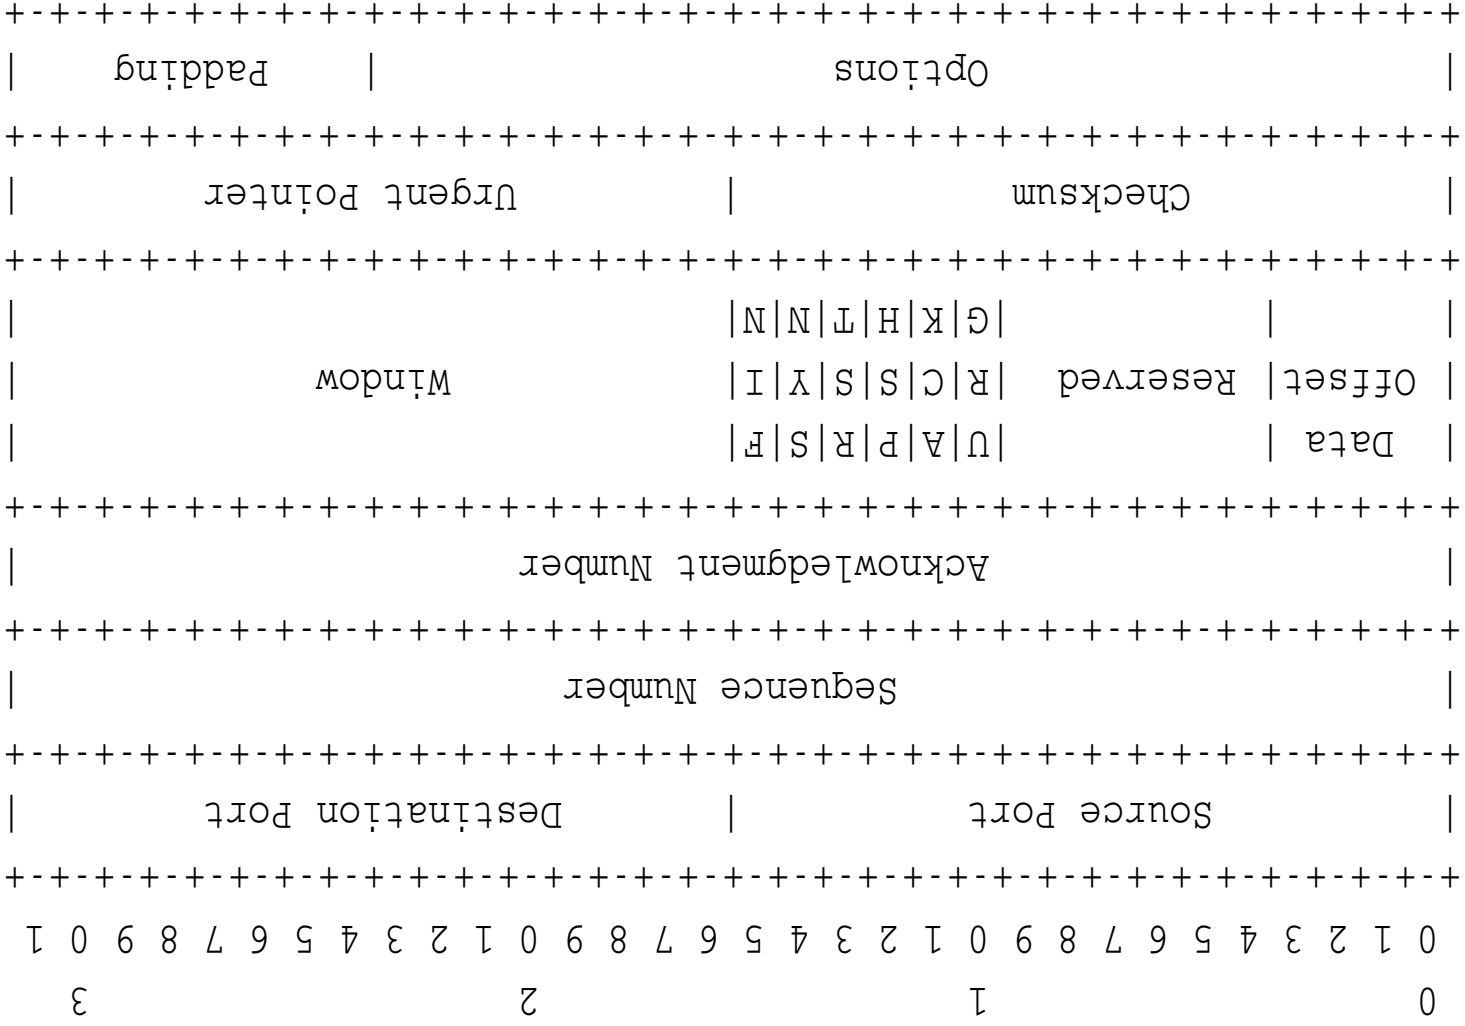 0                   1                   2                   3
0 1 2 3 4 5 6 7 8 9 0 1 2 3 4 5 6 7 8 9 0 1 2 3 4 5 6 7 8 9 0 1
+-+-+-+-+-+-+-+-+-+-+-+-+-+-+-+-+-+-+-+-+-+-+-+-+-+-+-+-+-+-+-+-+
|          Source Port          |       Destination Port        |
+-+-+-+-+-+-+-+-+-+-+-+-+-+-+-+-+-+-+-+-+-+-+-+-+-+-+-+-+-+-+-+-+
|                        Sequence Number                        |
+-+-+-+-+-+-+-+-+-+-+-+-+-+-+-+-+-+-+-+-+-+-+-+-+-+-+-+-+-+-+-+-+
|                    Acknowledgment Number                      |
+-+-+-+-+-+-+-+-+-+-+-+-+-+-+-+-+-+-+-+-+-+-+-+-+-+-+-+-+-+-+-+-+
|  Data |           |U|A|P|R|S|F|                               |
| Offset| Reserved  |R|C|S|S|Y|I|            Window             |
|       |           |G|K|H|T|N|N|                               |
+-+-+-+-+-+-+-+-+-+-+-+-+-+-+-+-+-+-+-+-+-+-+-+-+-+-+-+-+-+-+-+-+
|           Checksum            |         Urgent Pointer        |
+-+-+-+-+-+-+-+-+-+-+-+-+-+-+-+-+-+-+-+-+-+-+-+-+-+-+-+-+-+-+-+-+
|                    Options                    |    Padding    |
+-+-+-+-+-+-+-+-+-+-+-+-+-+-+-+-+-+-+-+-+-+-+-+-+-+-+-+-+-+-+-+-+